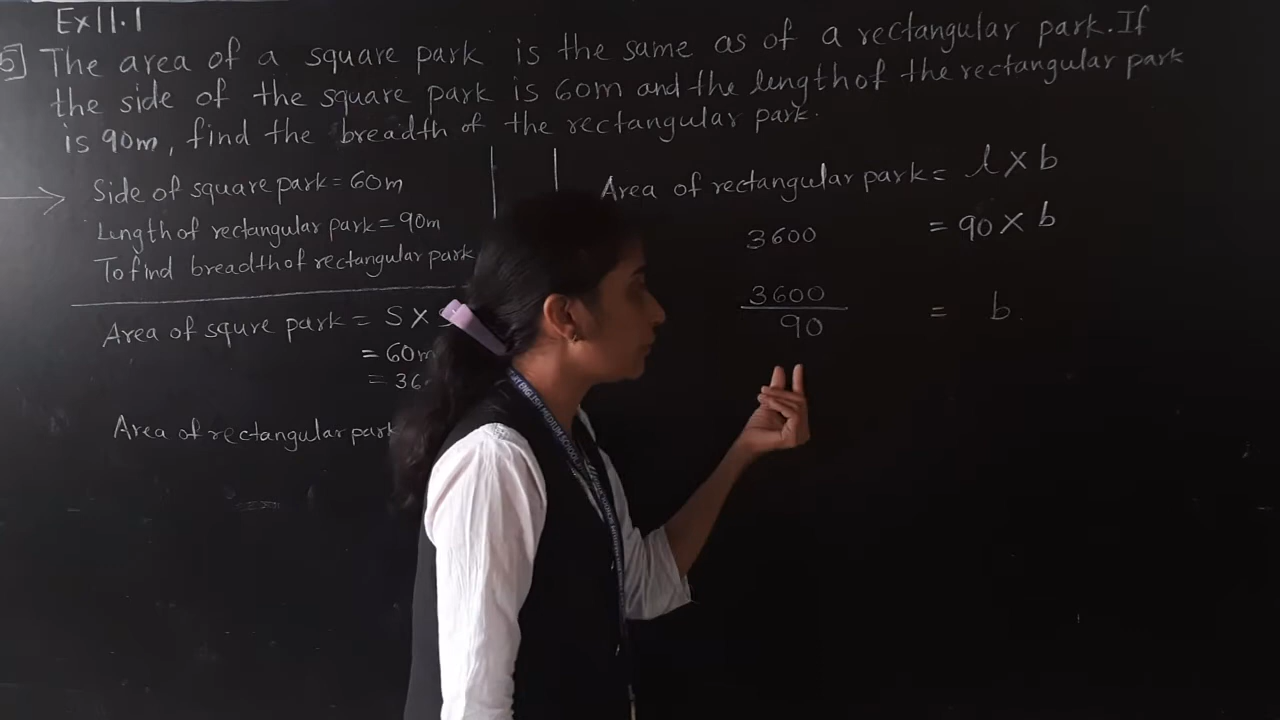 Ex11.1
5] The area of a square park is the same as of a rectangular park. If
the side of the square park is 60m and the length of the rectangular park
is 90m, find the breadth of the rectangular park.
Side of square park = 60m
Length of rectangular park = 90m
To find breadth of rectangular park
Area of squre park = S X
= 60m
= 36
Area of rectangular park
Area of rectangular park = l X b
3600 = 90 X b
3600
90
= b.